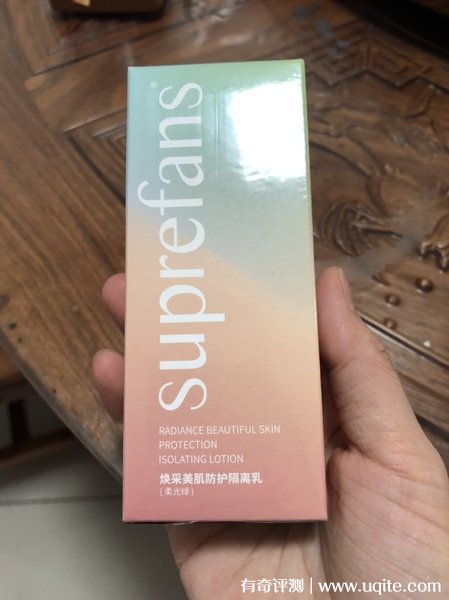 suprefans®
RADIANCE BEAUTIFUL SKIN
PROTECTION
ISOLATING LOTION
焕采美肌防护隔离乳
(柔光绿)
有奇评测 | www.uqite.com